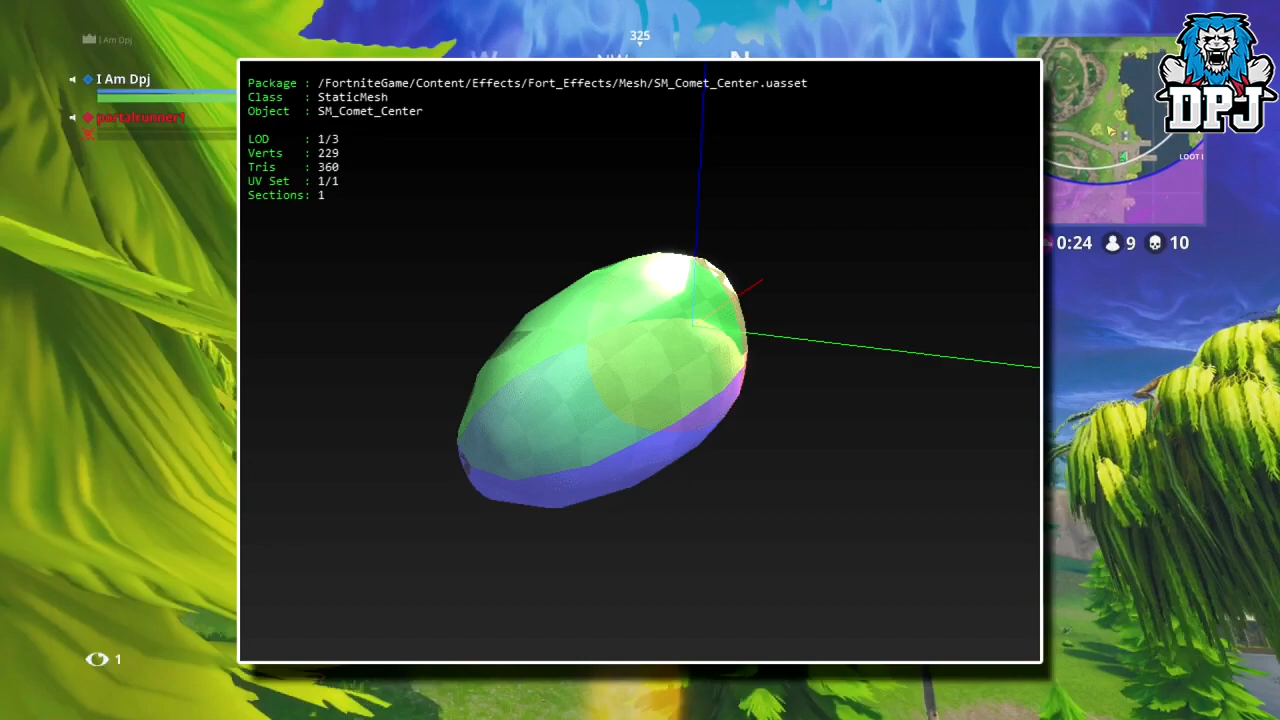 I Am Dpj
325
W NW N
I Am Dpj
portalrunner1
Package : /FortniteGame/Content/Effects/Fort_Effects/Mesh/SM_Comet_Center.uasset
Class : StaticMesh
Object : SM_Comet_Center
LOD : 1/3
Verts : 229
Tris : 360
UV Set : 1/1
Sections: 1
DPJ
LOOT
0:24 9 10
1